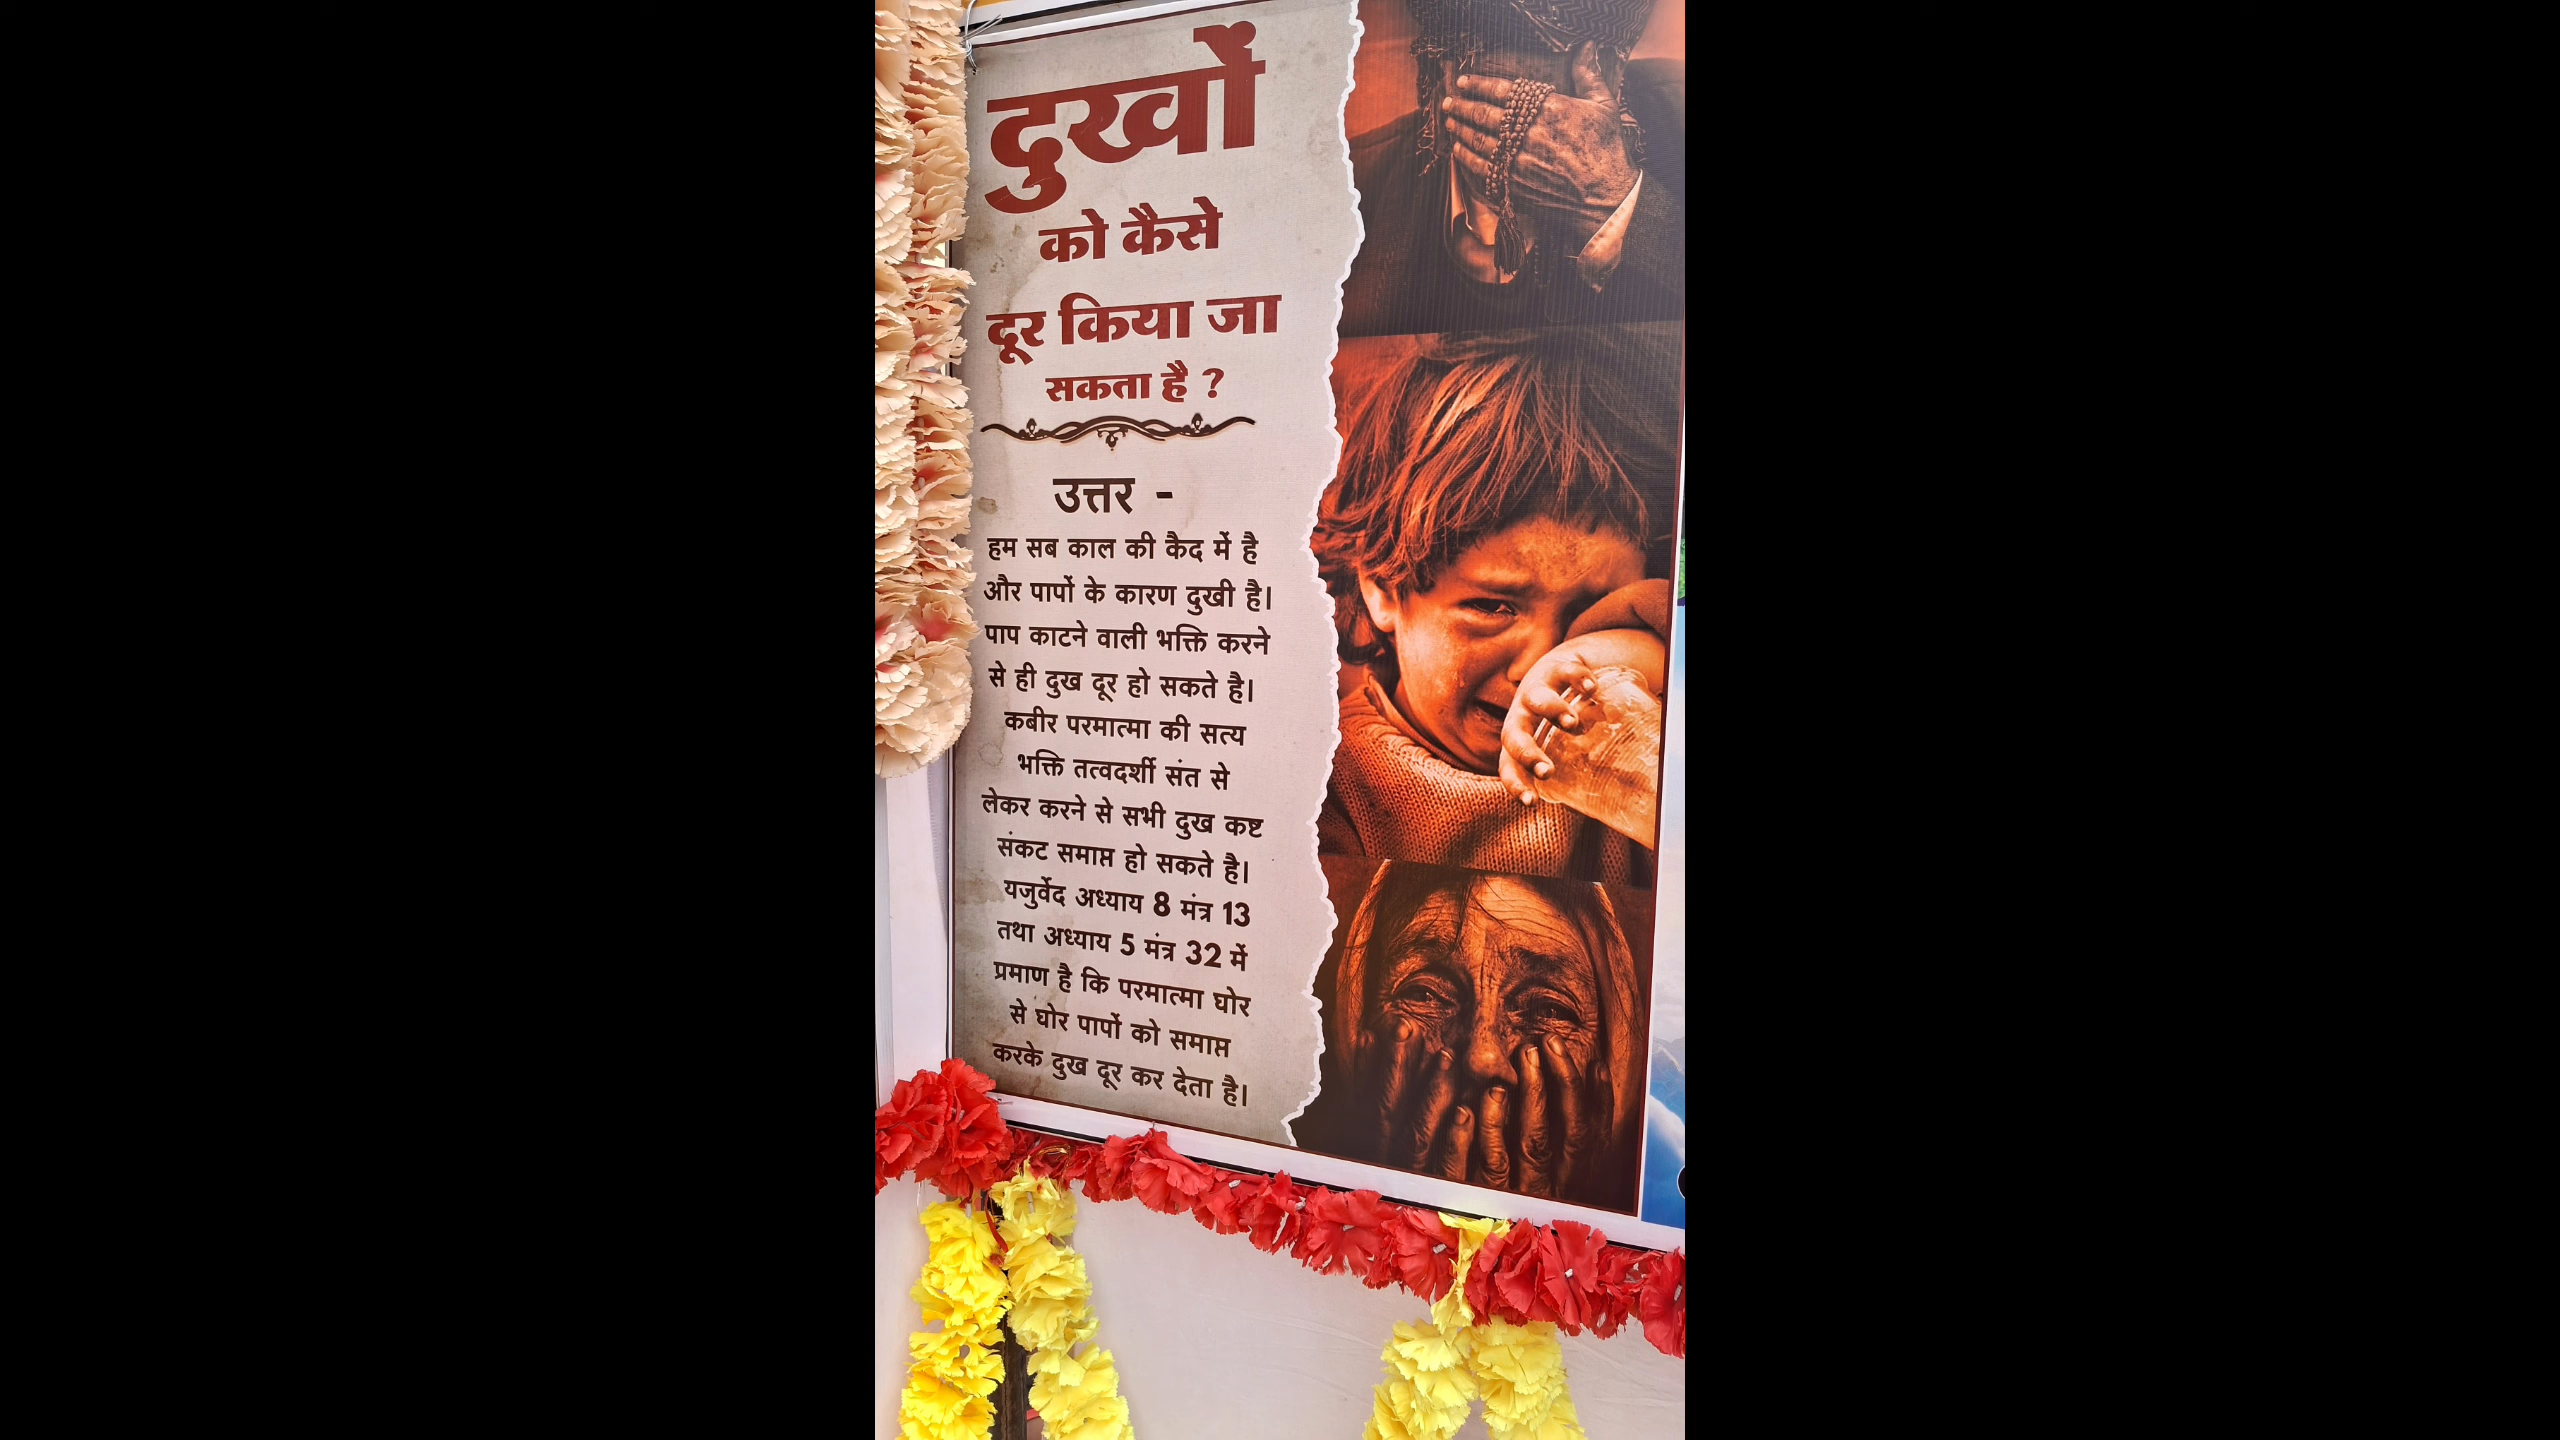 दुखों
को कैसे
दूर किया जा
सकता है ?
उत्तर -
हम सब काल की कैद में है
और पापों के कारण दुखी है।
पाप काटने वाली भक्ति करने
से ही दुख दूर हो सकते है।
कबीर परमात्मा की सत्य
भक्ति तत्वदर्शी संत से
लेकर करने से सभी दुख कष्ट
संकट समाप्त हो सकते है।
यजुर्वेद अध्याय 8 मंत्र 13
तथा अध्याय 5 मंत्र 32 में
प्रमाण है कि परमात्मा घोर
से घोर पापों को समाप्त
करके दुख दूर कर देता है।